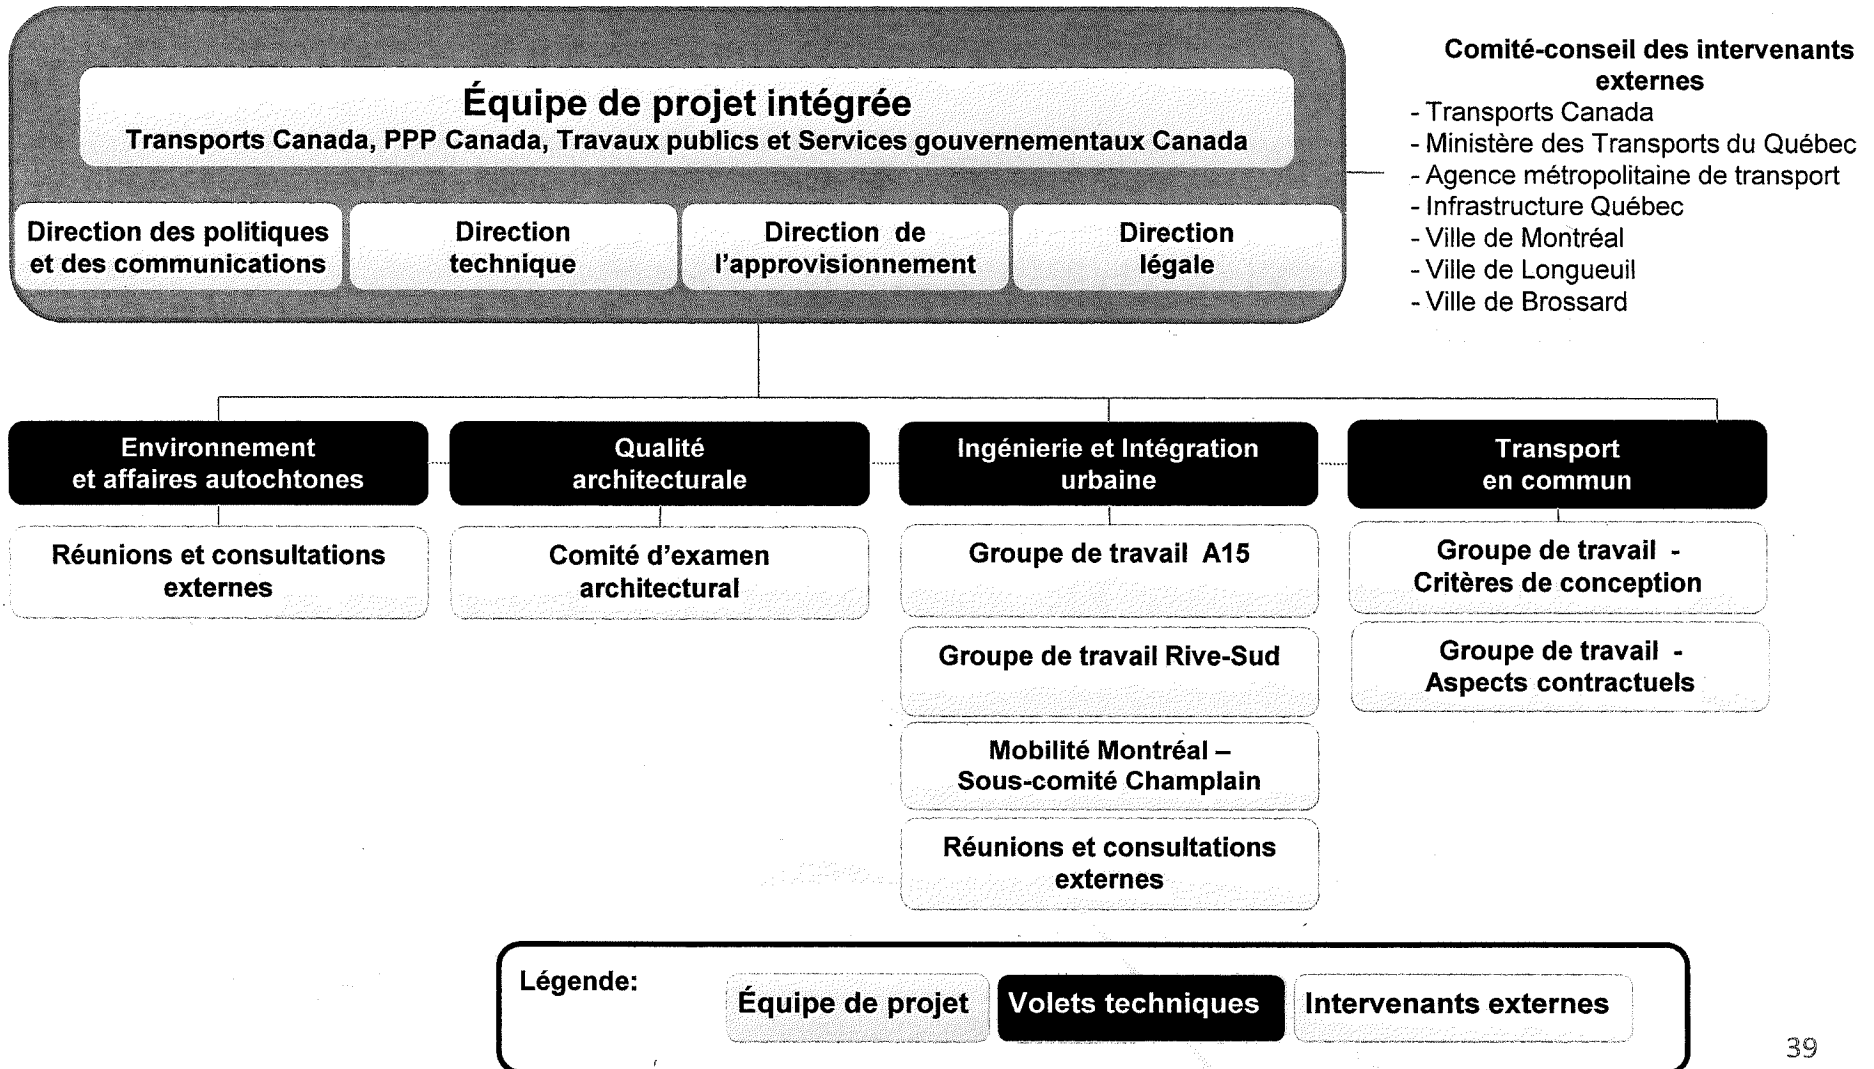 Équipe de projet intégrée
Transports Canada, PPP Canada, Travaux publics et Services gouvernementaux Canada
Direction des politiques
et des communications
Direction
technique
Direction de
l'approvisionnement
Direction
légale
Comité-conseil des intervenants
externes
- Transports Canada
- Ministère des Transports du Québec
- Agence métropolitaine de transport
- Infrastructure Québec
- Ville de Montréal
- Ville de Longueuil
- Ville de Brossard
Environnement
et affaires autochtones
Qualité
architecturale
Ingénierie et Intégration
urbaine
Transport
en commun
Réunions et consultations
externes
Comité d'examen
architectural
Groupe de travail A15
Groupe de travail Rive-Sud
Mobilité Montréal –
Sous-comité Champlain
Réunions et consultations
externes
Groupe de travail -
Critères de conception
Groupe de travail -
Aspects contractuels
Légende:
Équipe de projet
Volets techniques
Intervenants externes
39